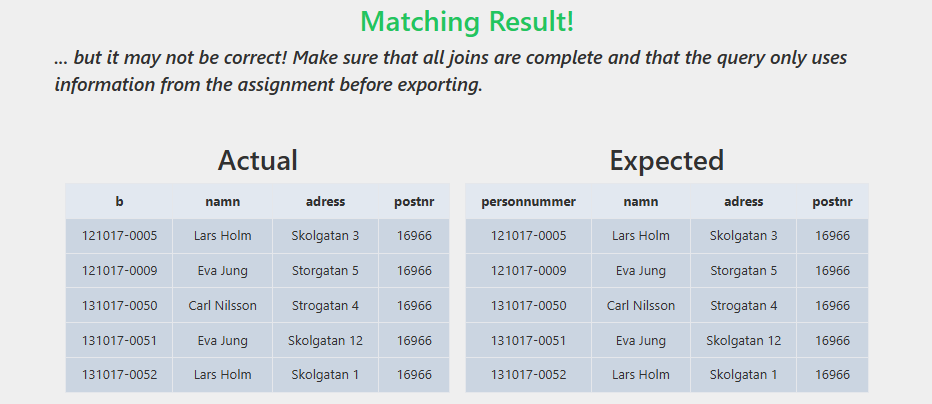 Matching Result!
... but it may not be correct! Make sure that all joins are complete and that the query only uses
information from the assignment before exporting.
Actual
b namn adress postnr
121017-0005 Lars Holm Skolgatan 3 16966
121017-0009 Eva Jung Storgatan 5 16966
131017-0050 Carl Nilsson Strogatan 4 16966
131017-0051 Eva Jung Skolgatan 12 16966
131017-0052 Lars Holm Skolgatan 1 16966
Expected
personnummer namn adress postnr
121017-0005 Lars Holm Skolgatan 3 16966
121017-0009 Eva Jung Storgatan 5 16966
131017-0050 Carl Nilsson Strogatan 4 16966
131017-0051 Eva Jung Skolgatan 12 16966
131017-0052 Lars Holm Skolgatan 1 16966